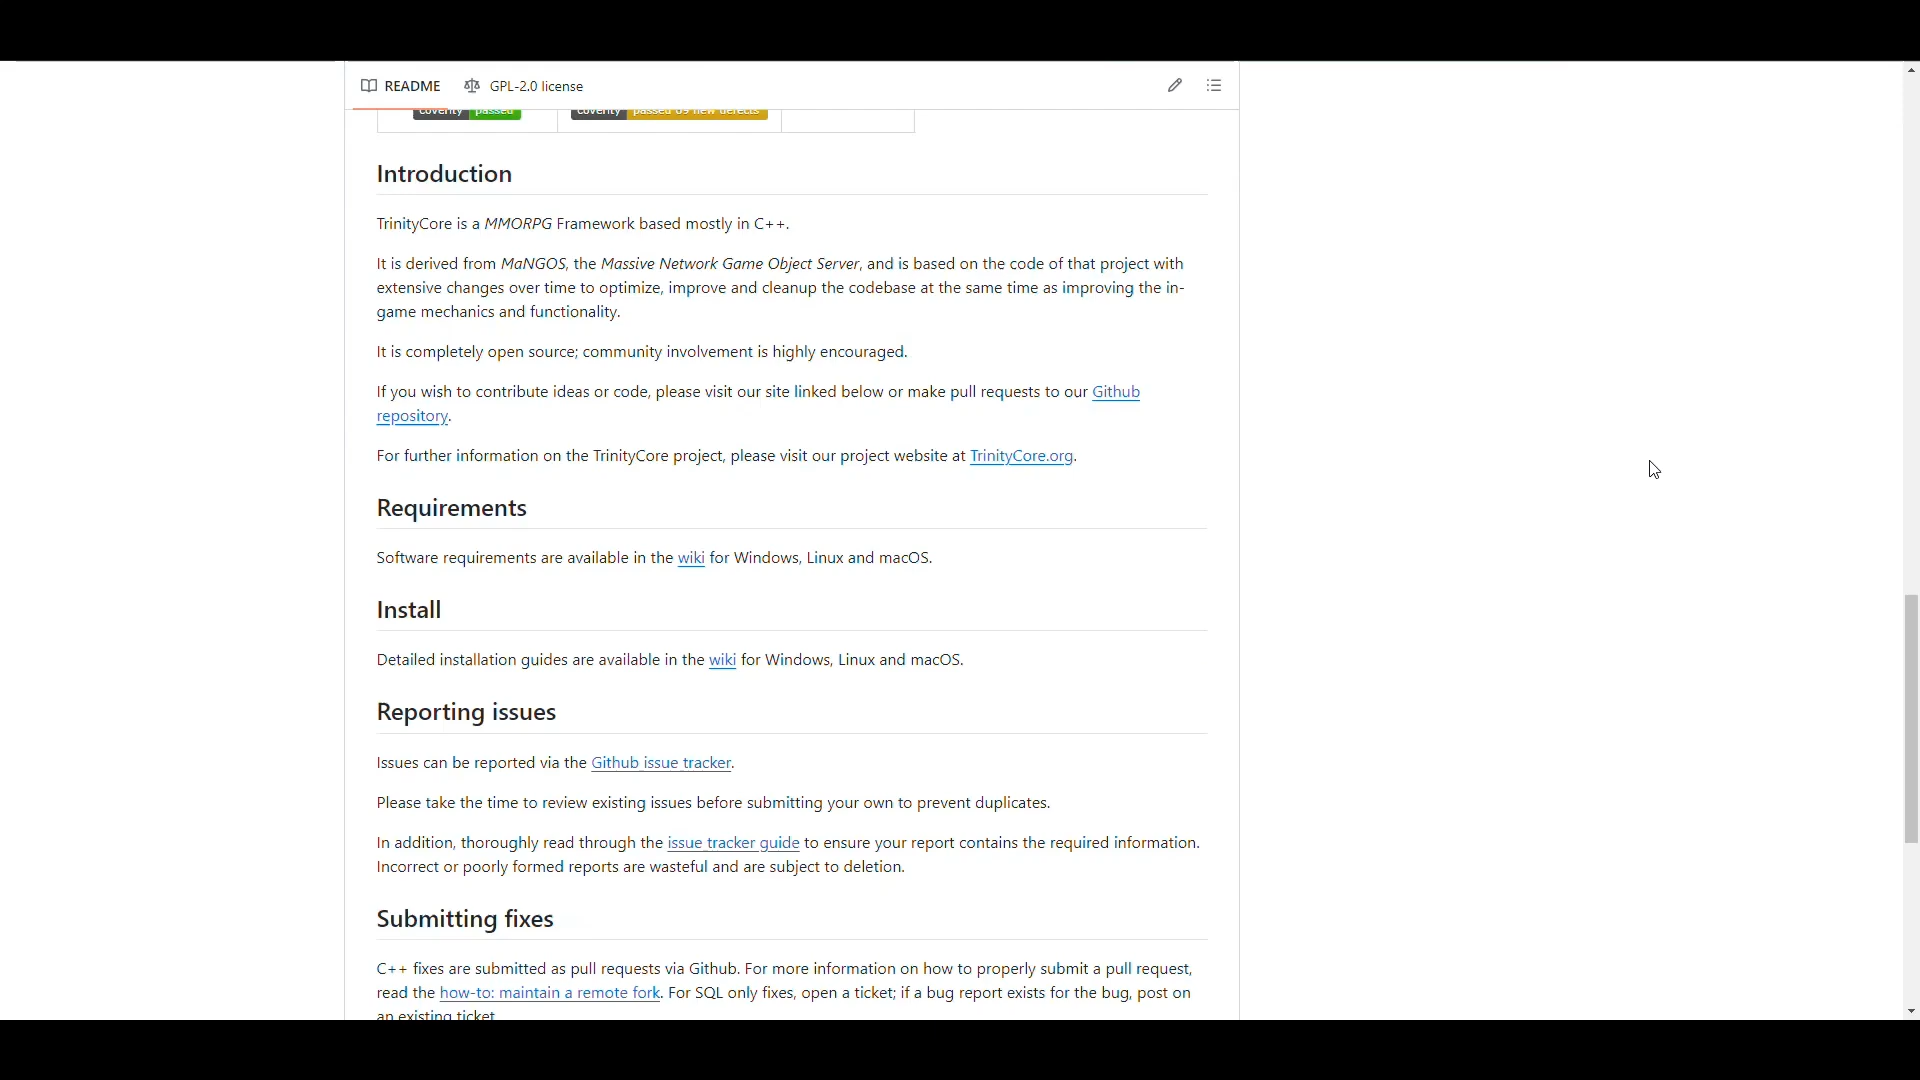 README GPL-2.0 license
coverity passed coverity passed 69 new defects
Introduction
TrinityCore is a MMORPG Framework based mostly in C++.
It is derived from MaNGOS, the Massive Network Game Object Server, and is based on the code of that project with
extensive changes over time to optimize, improve and cleanup the codebase at the same time as improving the in-
game mechanics and functionality.
It is completely open source; community involvement is highly encouraged.
If you wish to contribute ideas or code, please visit our site linked below or make pull requests to our Github
repository.
For further information on the TrinityCore project, please visit our project website at TrinityCore.org.
Requirements
Software requirements are available in the wiki for Windows, Linux and macOS.
Install
Detailed installation guides are available in the wiki for Windows, Linux and macOS.
Reporting issues
Issues can be reported via the Github issue tracker.
Please take the time to review existing issues before submitting your own to prevent duplicates.
In addition, thoroughly read through the issue tracker guide to ensure your report contains the required information.
Incorrect or poorly formed reports are wasteful and are subject to deletion.
Submitting fixes
C++ fixes are submitted as pull requests via Github. For more information on how to properly submit a pull request,
read the how-to: maintain a remote fork. For SQL only fixes, open a ticket; if a bug report exists for the bug, post on
an existing ticket.